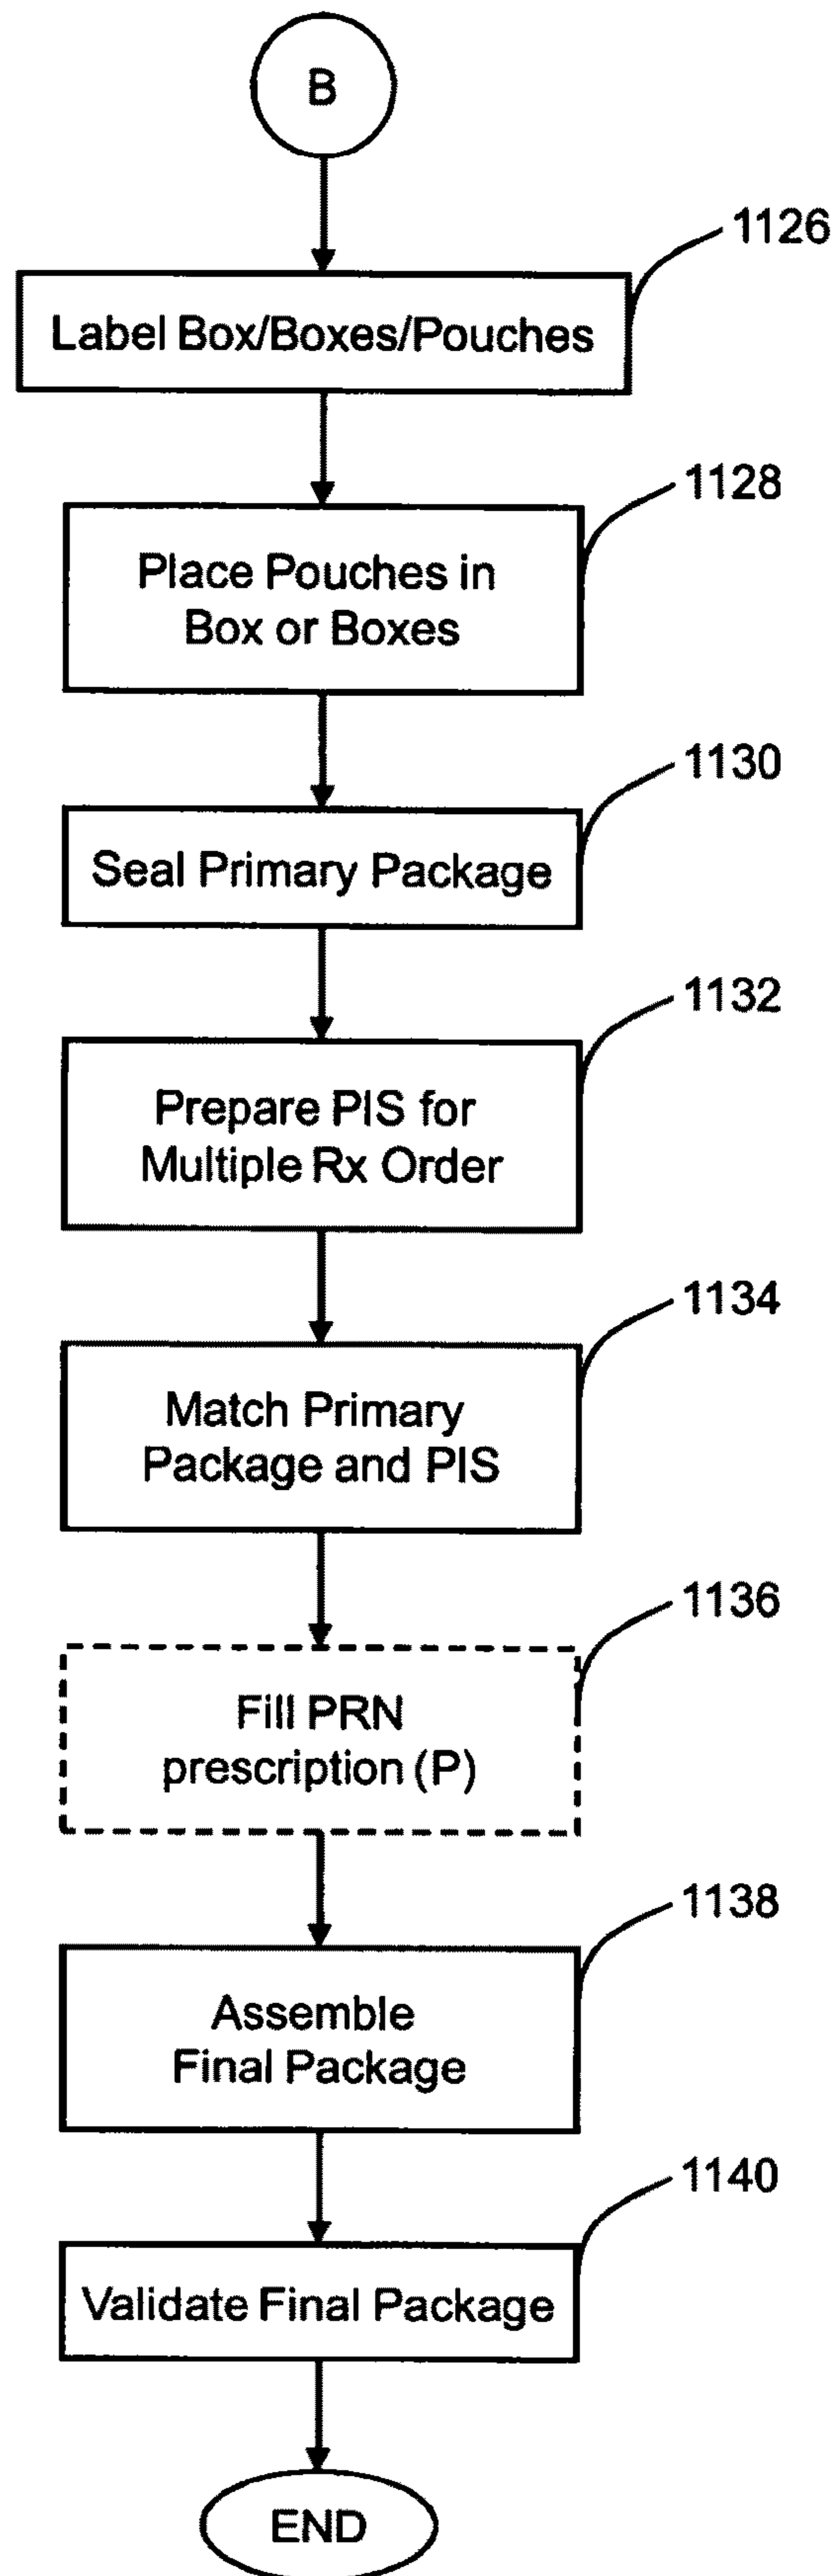 B
1126
Label Box/Boxes/Pouches
1128
Place Pouches in
Box or Boxes
1130
Seal Primary Package
1132
Prepare PIS for
Multiple Rx Order
1134
Match Primary
Package and PIS
1136
Fill PRN
prescription (P)
1138
Assemble
Final Package
1140
Validate Final Package
END